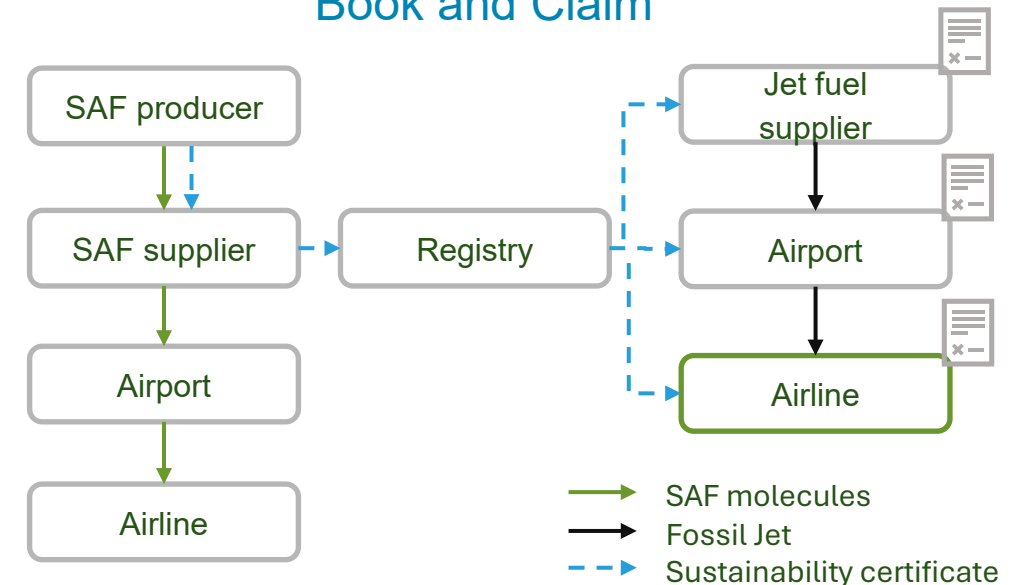 Book and Claim
SAF producer
SAF supplier
Airport
Airline
Registry
Jet fuel
supplier
Airport
Airline
SAF molecules
Fossil Jet
Sustainability certificate